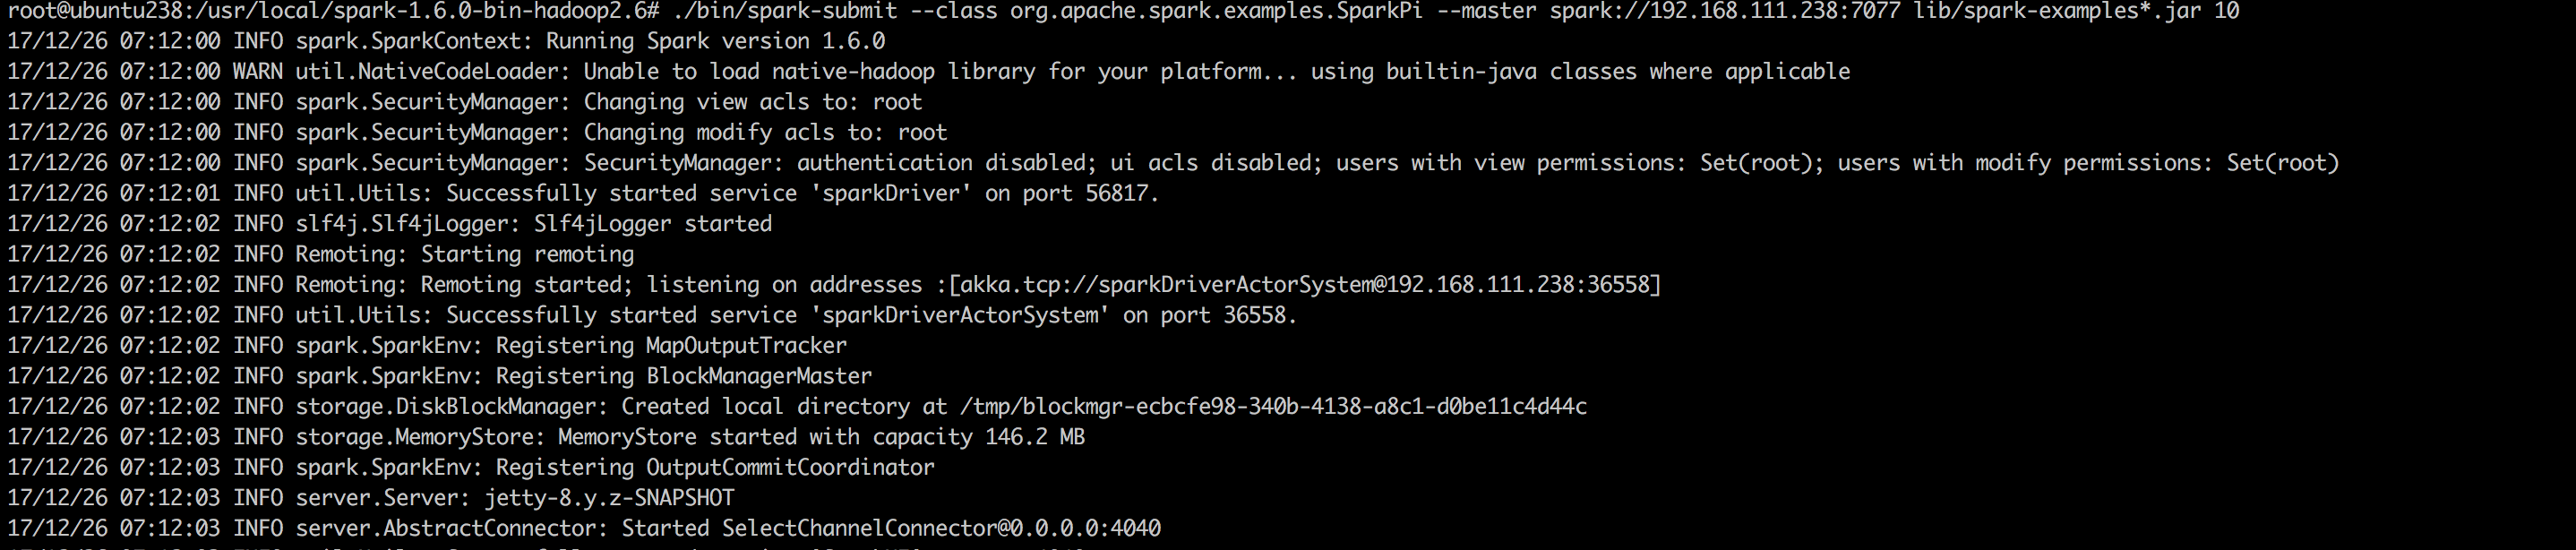 root@ubuntu238:/usr/local/spark-1.6.0-bin-hadoop2.6# ./bin/spark-submit --class org.apache.spark.examples.SparkPi --master spark://192.168.111.238:7077 lib/spark-examples*.jar 10
17/12/26 07:12:00 INFO spark.SparkContext: Running Spark version 1.6.0
17/12/26 07:12:00 WARN util.NativeCodeLoader: Unable to load native-hadoop library for your platform... using builtin-java classes where applicable
17/12/26 07:12:00 INFO spark.SecurityManager: Changing view acls to: root
17/12/26 07:12:00 INFO spark.SecurityManager: Changing modify acls to: root
17/12/26 07:12:00 INFO spark.SecurityManager: SecurityManager: authentication disabled; ui acls disabled; users with view permissions: Set(root); users with modify permissions: Set(root)
17/12/26 07:12:01 INFO util.Utils: Successfully started service 'sparkDriver' on port 56817.
17/12/26 07:12:02 INFO slf4j.Slf4jLogger: Slf4jLogger started
17/12/26 07:12:02 INFO Remoting: Starting remoting
17/12/26 07:12:02 INFO Remoting: Remoting started; listening on addresses :[akka.tcp://sparkDriverActorSystem@192.168.111.238:36558]
17/12/26 07:12:02 INFO util.Utils: Successfully started service 'sparkDriverActorSystem' on port 36558.
17/12/26 07:12:02 INFO spark.SparkEnv: Registering MapOutputTracker
17/12/26 07:12:02 INFO spark.SparkEnv: Registering BlockManagerMaster
17/12/26 07:12:02 INFO storage.DiskBlockManager: Created local directory at /tmp/blockmgr-ecbcfe98-340b-4138-a8c1-d0be11c4d44c
17/12/26 07:12:03 INFO storage.MemoryStore: MemoryStore started with capacity 146.2 MB
17/12/26 07:12:03 INFO spark.SparkEnv: Registering OutputCommitCoordinator
17/12/26 07:12:03 INFO server.Server: jetty-8.y.z-SNAPSHOT
17/12/26 07:12:03 INFO server.AbstractConnector: Started SelectChannelConnector@0.0.0.0:4040